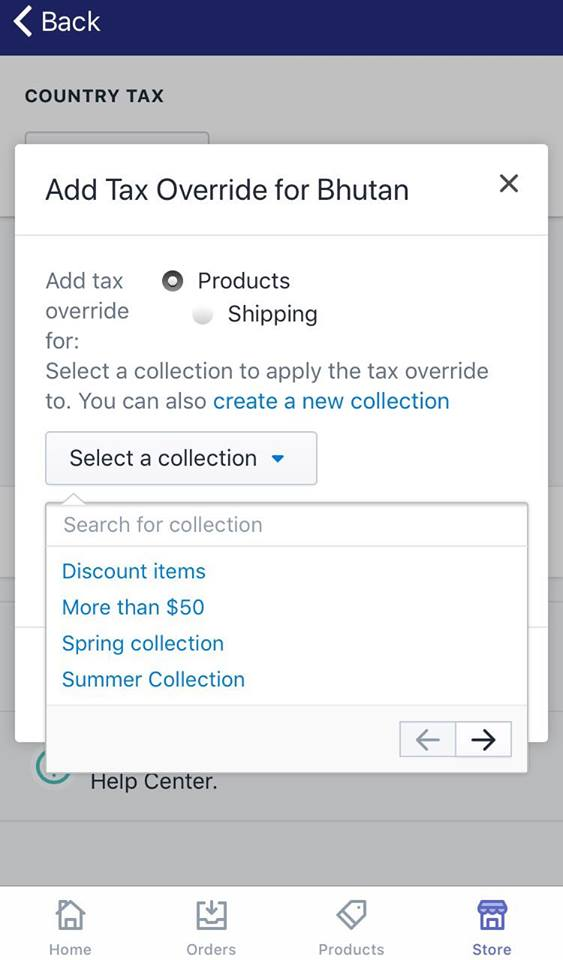 Back
COUNTRY TAX
Add Tax Override for Bhutan
Add tax
override
for:
Products
Shipping
Select a collection to apply the tax override
to. You can also create a new collection
Select a collection
Search for collection
Discount items
More than $50
Spring collection
Summer Collection
Help Center.
Home
Orders
Products
Store